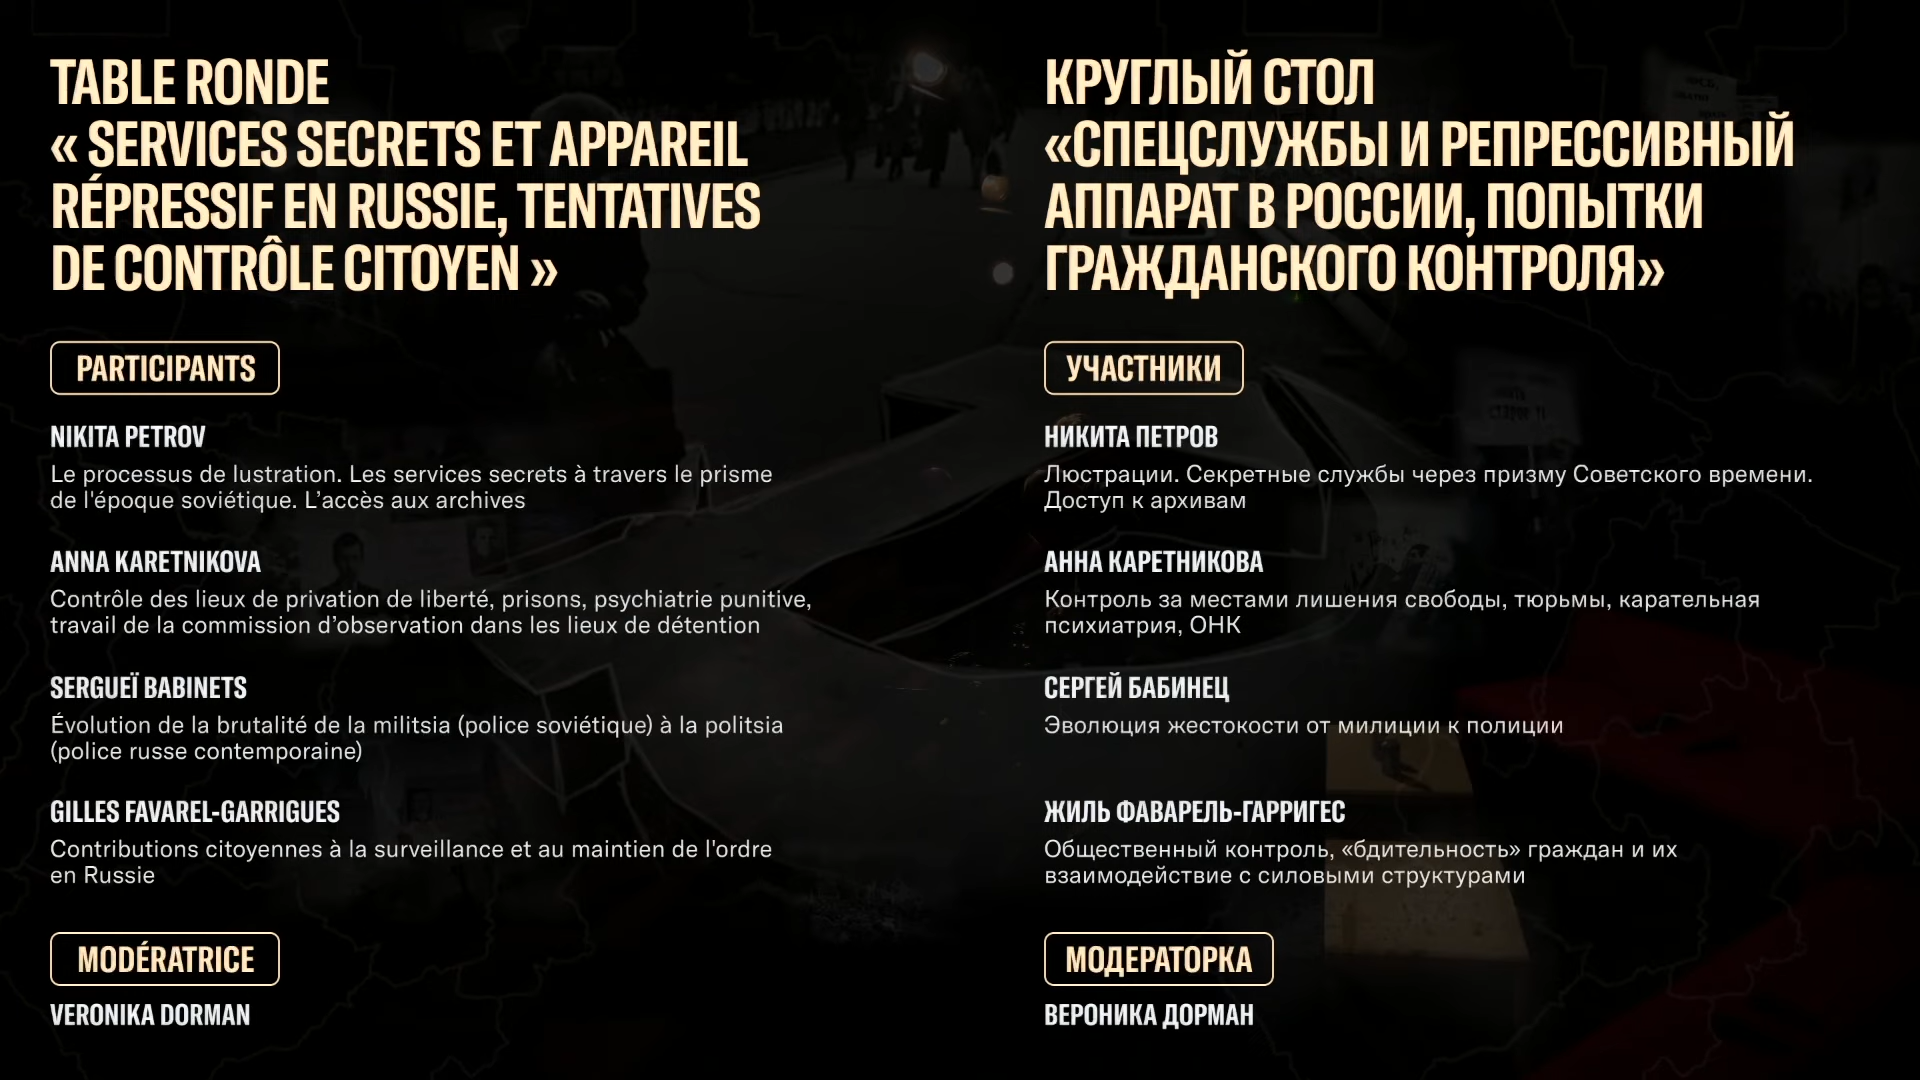 TABLE RONDE
« SERVICES SECRETS ET APPAREIL
RÉPRESSIF EN RUSSIE, TENTATIVES
DE CONTRÔLE CITOYEN »
PARTICIPANTS
NIKITA PETROV
Le processus de lustration. Les services secrets à travers le prisme
de l'époque soviétique. L’accès aux archives
ANNA KARETNIKOVA
Contrôle des lieux de privation de liberté, prisons, psychiatrie punitive,
travail de la commission d’observation dans les lieux de détention
SERGUEÏ BABINETS
Évolution de la brutalité de la militsia (police soviétique) à la politsia
(police russe contemporaine)
GILLES FAVAREL-GARRIGUES
Contributions citoyennes à la surveillance et au maintien de l'ordre
en Russie
MODÉRATRICE
VERONIKA DORMAN
КРУГЛЫЙ СТОЛ
«СПЕЦСЛУЖБЫ И РЕПРЕССИВНЫЙ
АППАРАТ В РОССИИ, ПОПЫТКИ
ГРАЖДАНСКОГО КОНТРОЛЯ»
УЧАСТНИКИ
НИКИТА ПЕТРОВ
Люстрации. Секретные службы через призму Советского времени.
Доступ к архивам
АННА КАРЕТНИКОВА
Контроль за местами лишения свободы, тюрьмы, карательная
психиатрия, ОНК
СЕРГЕЙ БАБИНЕЦ
Эволюция жестокости от милиции к полиции
ЖИЛЬ ФАВАРЕЛЬ-ГАРРИГЕС
Общественный контроль, «бдительность» граждан и их
взаимодействие с силовыми структурами
МОДЕРАТОРКА
ВЕРОНИКА ДОРМАН